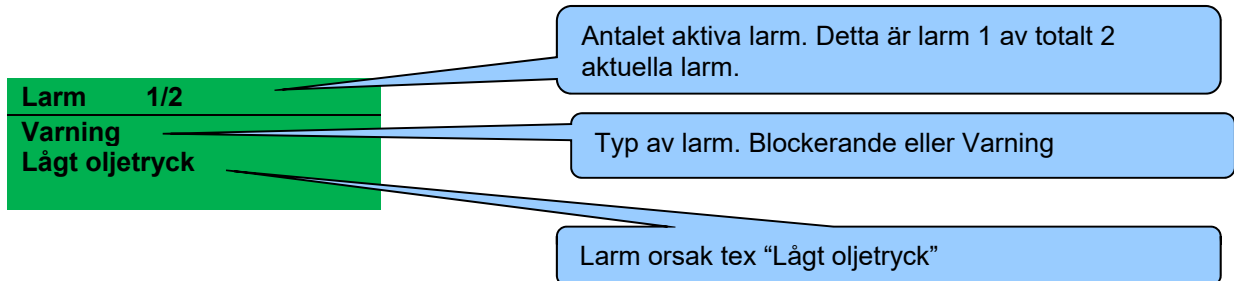 Antalet aktiva larm. Detta är larm 1 av totalt 2
aktuella larm.
Larm 1/2
Varning
Lågt oljetryck
Typ av larm. Blockerande eller Varning
Larm orsak tex “Lågt oljetryck”